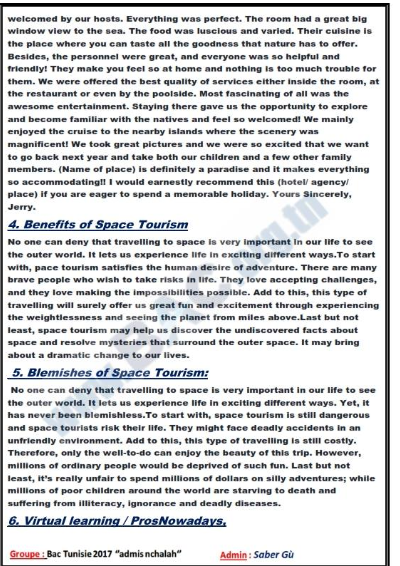 welcomed by our hosts. Everything was perfect. The room had a great big
window view to the sea. The food was luscious and varied. Their cuisine is
the place where you can taste all the goodness that nature has to offer.
Besides, the personnel were great, and everyone was so helpful and
friendly! They make you feel so at home and nothing is too much trouble for
them. We were offered the best quality of services either inside the room, at
the restaurant or even by the poolside. Most fascinating of all was the
awesome entertainment. Staying there gave us the opportunity to explore
and become familiar with the natives and feel so welcomed! We mainly
enjoyed the cruise to the nearby islands where the scenery was
magnificent! We took great pictures and we were so excited that we want
to go back next year and take both our children and a few other family
members. (Name of place) is definitely a paradise and it makes everything
so accommodating!! I would earnestly recommend this (hotel/ agency/
place) if you are eager to spend a memorable holiday. Yours Sincerely,
Jerry.
4. Benefits of Space Tourism
No one can deny that travelling to space is very important in our life to see
the outer world. It lets us experience life in exciting different ways.To start
with, pace tourism satisfies the human desire of adventure. There are many
brave people who wish to take risks in life. They love accepting challenges,
and they love making the impossibilities possible. Add to this, this type of
travelling will surely offer us great fun and excitement through experiencing
the weightlessness and seeing the planet from miles above.Last but not
least, space tourism may help us discover the undiscovered facts about
space and resolve mysteries that surround the outer space. It may bring
about a dramatic change to our lives.
5. Blemishes of Space Tourism:
No one can deny that travelling to space is very important in our life to see
the outer world. It lets us experience life in exciting different ways. Yet, it
has never been blemishless.To start with, space tourism is still dangerous
and space tourists risk their life. They might face deadly accidents in an
unfriendly environment. Add to this, this type of travelling is still costly.
Therefore, only the well-to-do can enjoy the beauty of this trip. However,
millions of ordinary people would be deprived of such fun. Last but not
least, it's really unfair to spend millions of dollars on silly adventures; while
millions of poor children around the world are starving to death and
suffering from illiteracy, ignorance and deadly diseases.
6. Virtual learning / ProsNowadays,
Groupe : Bac Tunisie 2017 "admis nchalah" Admin : Saber Gù